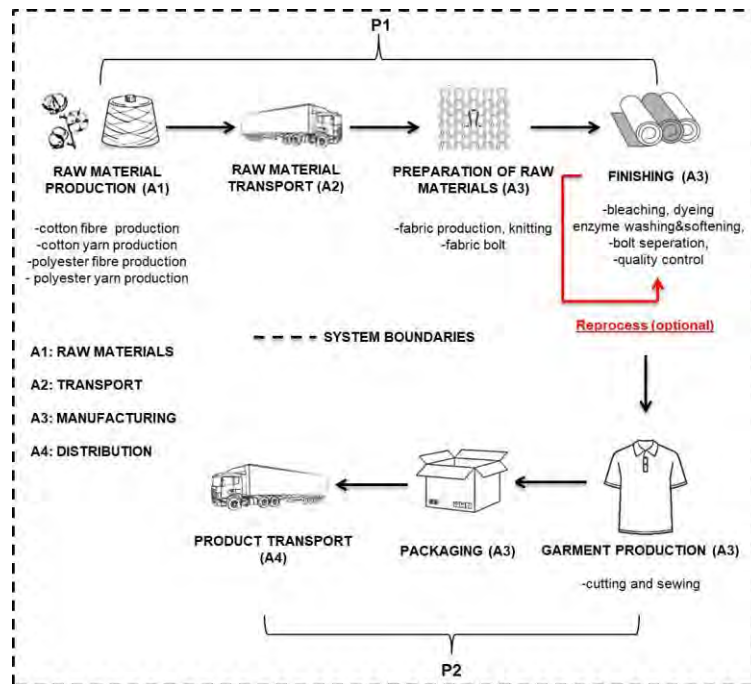 P1
RAW MATERIAL
PRODUCTION (A1)
-cotton fibre production
-cotton yarn production
-polyester fibre production
- polyester yarn production
RAW MATERIAL
TRANSPORT (A2)
PREPARATION OF RAW
MATERIALS (A3)
-fabric production, knitting
-fabric bolt
FINISHING (A3)
-bleaching, dyeing
enzyme washing&softening,
-bolt seperation,
-quality control
Reprocess (optional)
SYSTEM BOUNDARIES
A1: RAW MATERIALS
A2: TRANSPORT
A3: MANUFACTURING
A4: DISTRIBUTION
PRODUCT TRANSPORT
(A4)
PACKAGING (A3)
GARMENT PRODUCTION (A3)
-cutting and sewing
P2